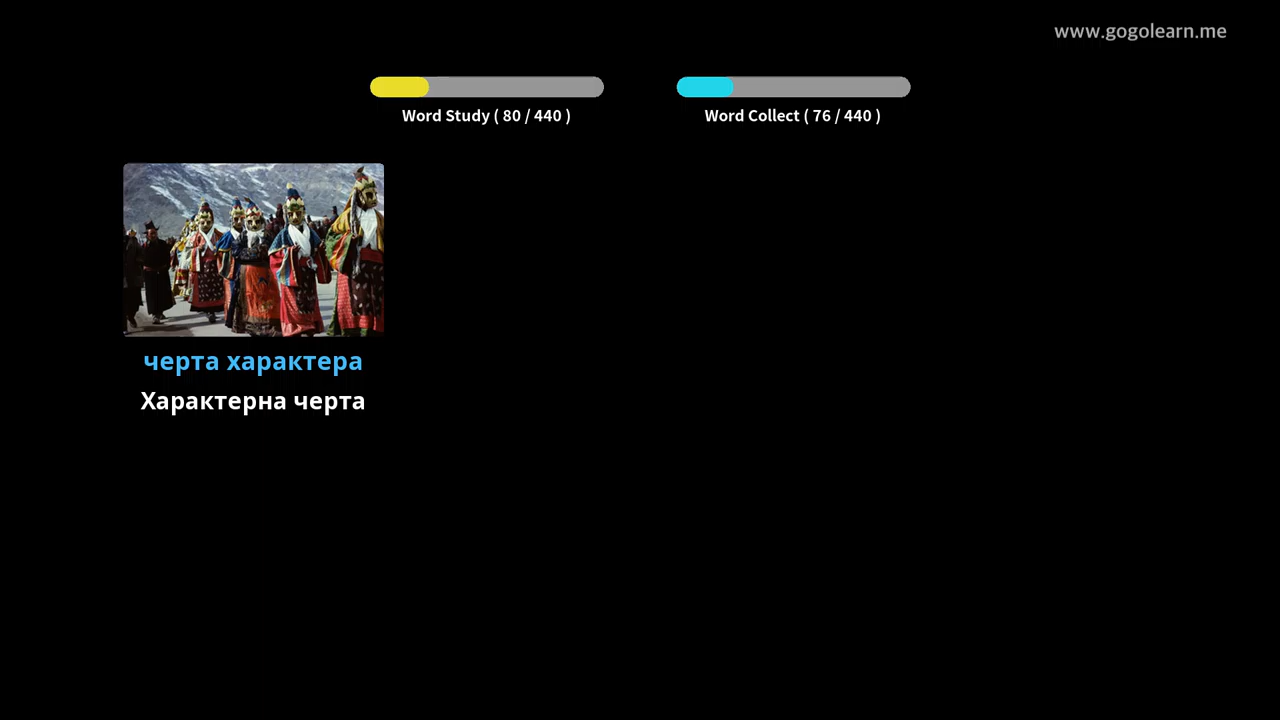 www.gogolearn.me
Word Study ( 80 / 440 )
Word Collect ( 76 / 440 )
черта характера
Характерна черта